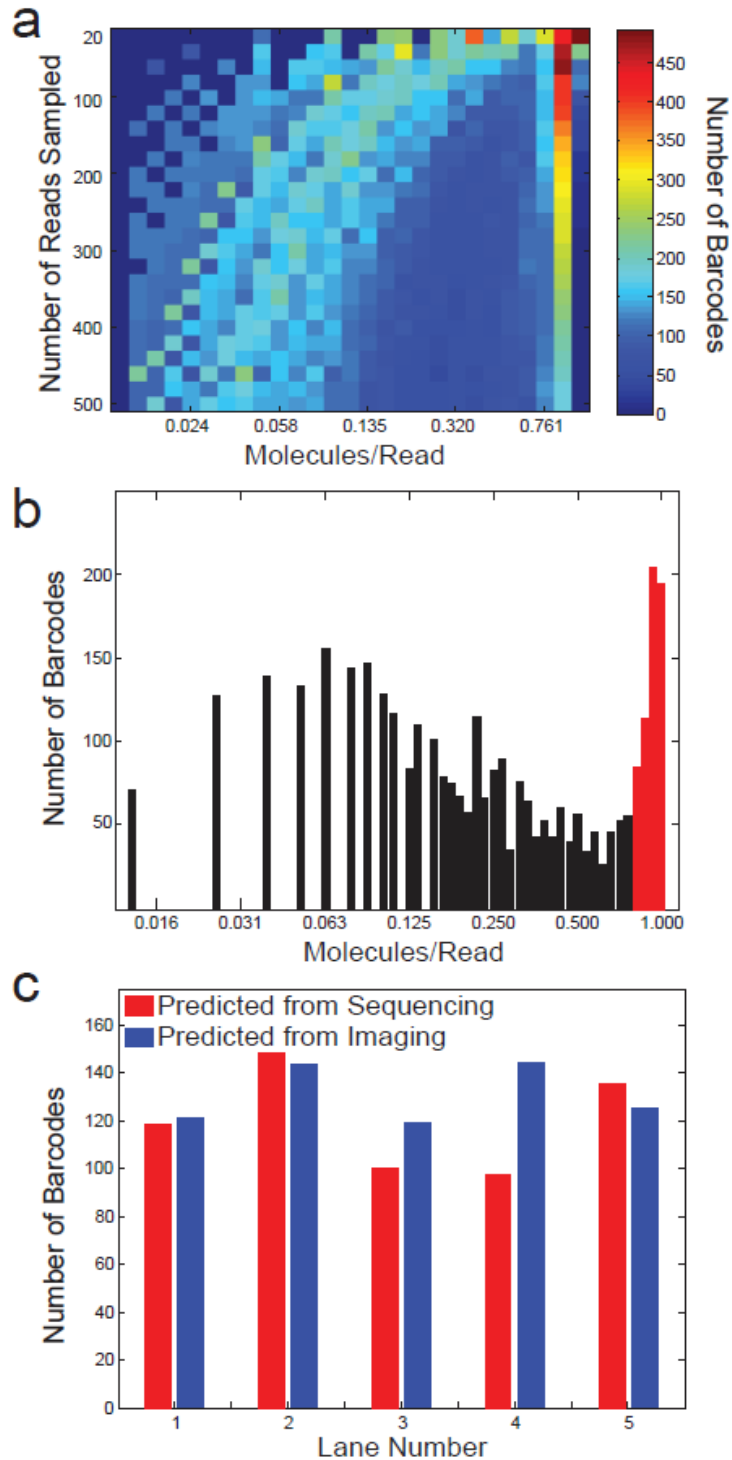 a
Number of Reads Sampled
20
100
200
300
400
500
0.024 0.058 0.135 0.320 0.761
Molecules/Read
450
400
350
300
250
200
150
100
50
0
Number of Barcodes
b
Number of Barcodes
200
150
100
50
0.016 0.031 0.063 0.125 0.250 0.500 1.000
Molecules/Read
c
Predicted from Sequencing
Predicted from Imaging
Number of Barcodes
160
140
120
100
80
60
40
20
0
1 2 3 4 5
Lane Number